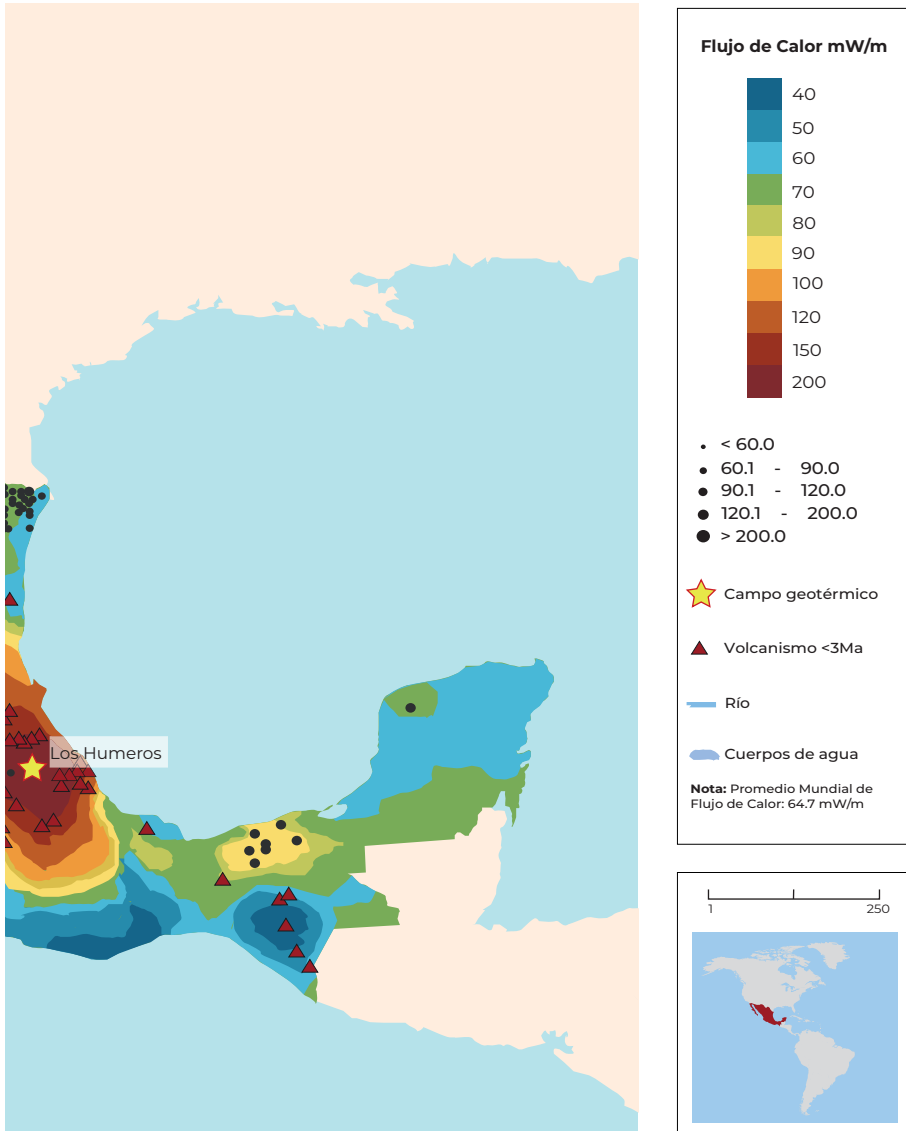 Flujo de Calor mW/m
40
50
60
70
80
90
100
120
150
200
< 60.0
60.1 - 90.0
90.1 - 120.0
120.1 - 200.0
> 200.0
Campo geotérmico
Volcanismo <3Ma
Río
Cuerpos de agua
Nota: Promedio Mundial de
Flujo de Calor: 64.7 mW/m
Los Humeros
1 250